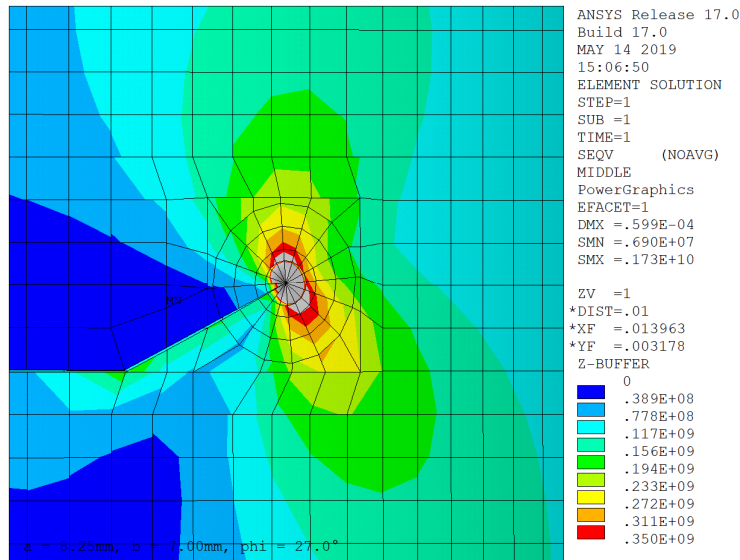 ANSYS Release 17.0
Build 17.0
MAY 14 2019
15:06:50
ELEMENT SOLUTION
STEP=1
SUB =1
TIME=1
SEQV (NOAVG)
MIDDLE
PowerGraphics
EFACET=1
DMX =.599E-04
SMN =.690E+07
SMX =.173E+10
ZV =1
*DIST=.01
*XF =.013963
*YF =.003178
Z-BUFFER
0
.389E+08
.778E+08
.117E+09
.156E+09
.194E+09
.233E+09
.272E+09
.311E+09
.350E+09
= 7.00mm, phi = 27.0°